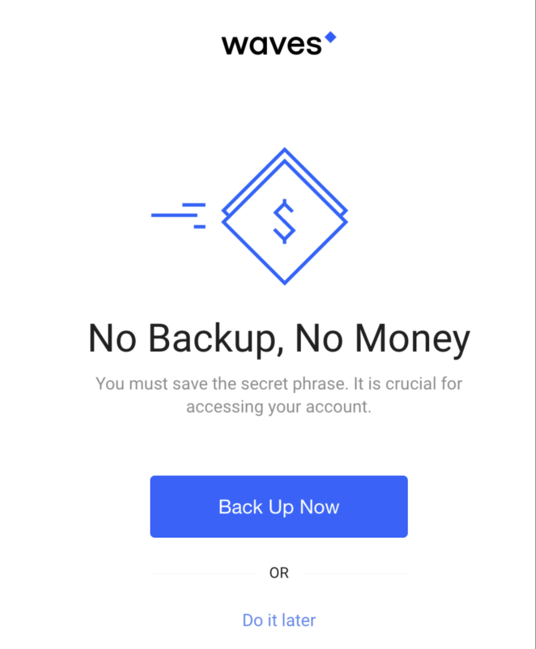 waves
$
No Backup, No Money
You must save the secret phrase. It is crucial for
accessing your account.
Back Up Now
OR
Do it later